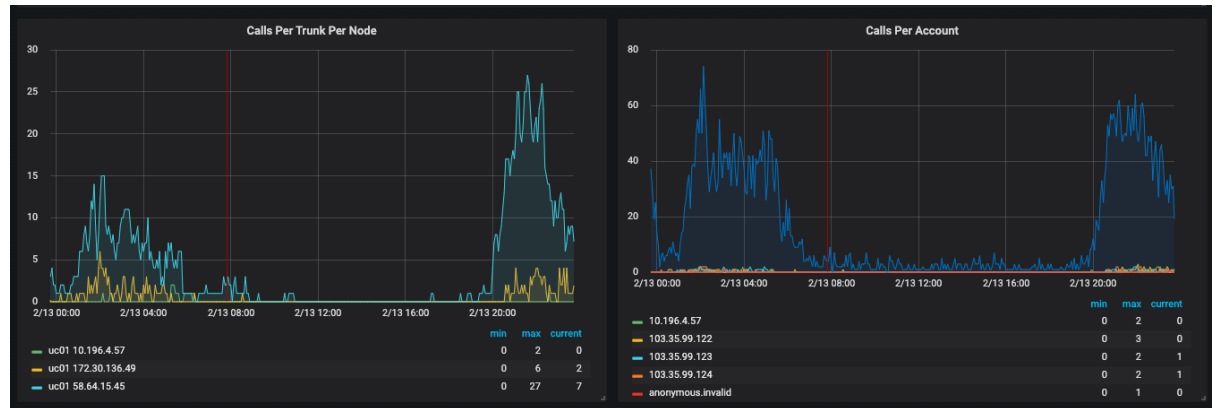 Calls Per Trunk Per Node
30
25
20
15
10
5
0
2/13 00:00 2/13 04:00 2/13 08:00 2/13 12:00 2/13 16:00 2/13 20:00
min max current
uc01 10.196.4.57 0 2 0
uc01 172.30.136.49 0 6 2
uc01 58.64.15.45 0 27 7
Calls Per Account
80
60
40
20
0
2/13 00:00 2/13 04:00 2/13 08:00 2/13 12:00 2/13 16:00 2/13 20:00
min max current
10.196.4.57 0 2 0
103.35.99.122 0 3 0
103.35.99.123 0 2 1
103.35.99.124 0 2 1
anonymous.invalid 0 1 0